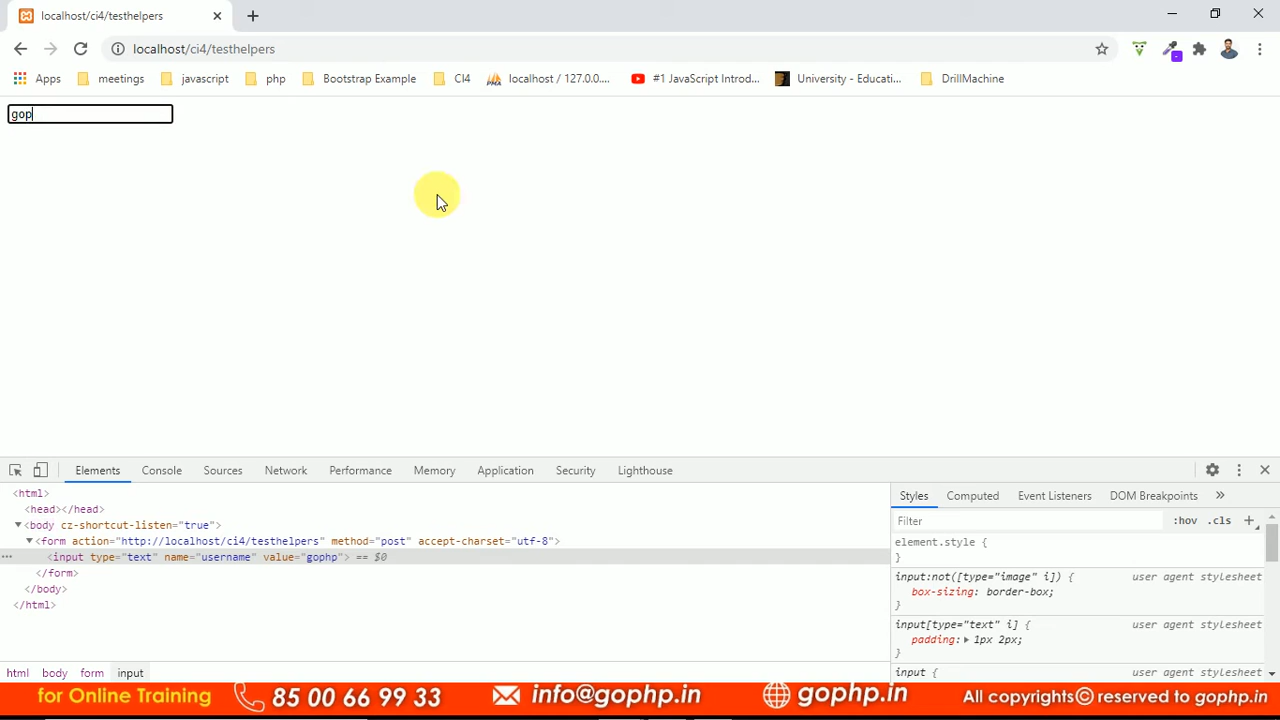 localhost/ci4/testhelpers
localhost/ci4/testhelpers
Apps meetings javascript php Bootstrap Example CI4 localhost / 127.0.0.... #1 JavaScript Introd... University - Educati... DrillMachine
gop
Elements Console Sources Network Performance Memory Application Security Lighthouse
<html>
<head></head>
<body cz-shortcut-listen="true">
<form action="http://localhost/ci4/testhelpers" method="post" accept-charset="utf-8">
<input type="text" name="username" value="gophp"> == $0
</form>
</body>
</html>
html body form input
Styles Computed Event Listeners DOM Breakpoints »
Filter :hov .cls +
element.style {
}
input:not([type="image" i]) { user agent stylesheet
box-sizing: border-box;
}
input[type="text" i] { user agent stylesheet
padding: 1px 2px;
}
input { user agent stylesheet
for Online Training 85 00 66 99 33 info@gophp.in gophp.in All copyrights© reserved to gophp.in